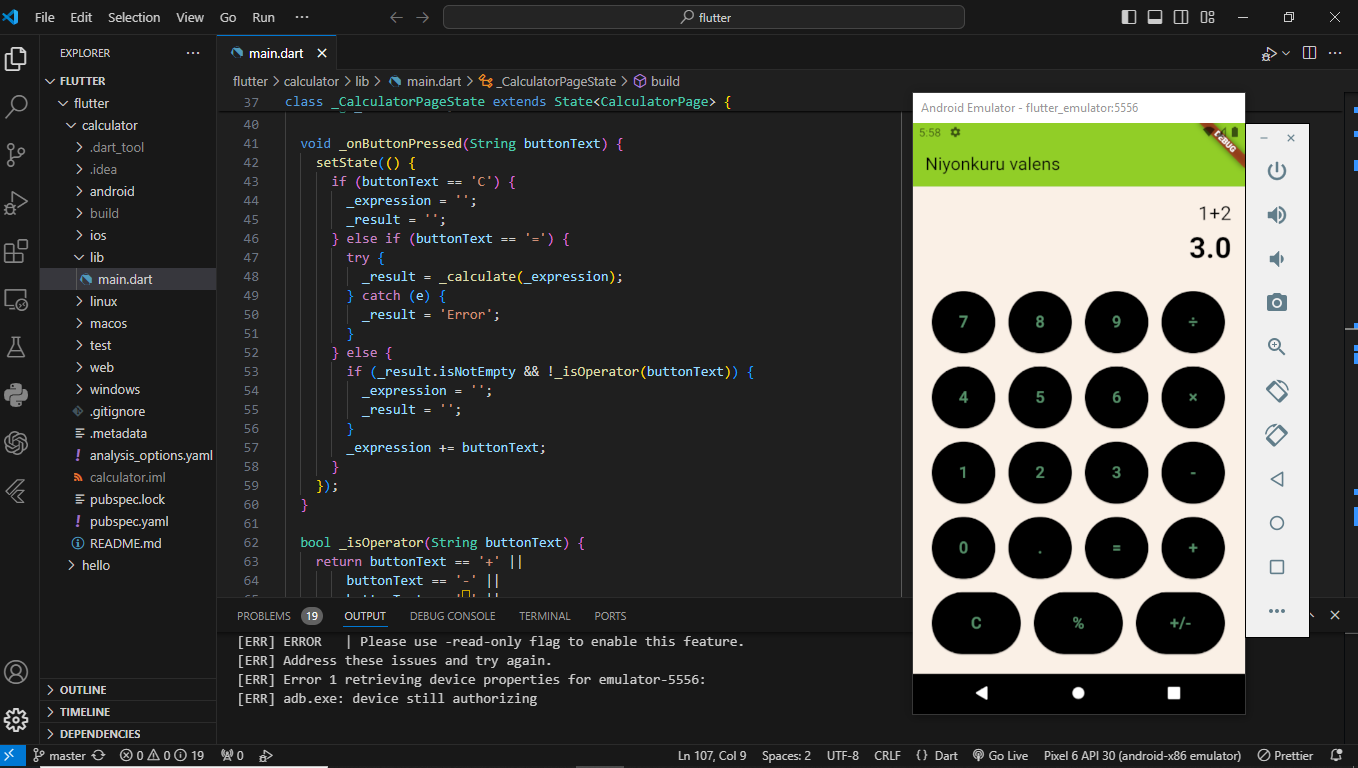 File Edit Selection View Go Run ···
flutter
EXPLORER
FLUTTER
flutter
calculator
.dart_tool
.idea
android
build
ios
lib
main.dart
linux
macos
test
web
windows
.gitignore
.metadata
analysis_options.yaml
calculator.iml
pubspec.lock
pubspec.yaml
README.md
hello
OUTLINE
TIMELINE
DEPENDENCIES
main.dart
flutter > calculator > lib > main.dart > _CalculatorPageState > build
37 class _CalculatorPageState extends State<CalculatorPage> {
40
41 void _onButtonPressed(String buttonText) {
42 setState(() {
43 if (buttonText == 'C') {
44 _expression = '';
45 _result = '';
46 } else if (buttonText == '=') {
47 try {
48 _result = _calculate(_expression);
49 } catch (e) {
50 _result = 'Error';
51 }
52 } else {
53 if (_result.isNotEmpty && !_isOperator(buttonText)) {
54 _expression = '';
55 _result = '';
56 }
57 _expression += buttonText;
58 }
59 });
60 }
61
62 bool _isOperator(String buttonText) {
63 return buttonText == '+' ||
64 buttonText == '-' ||
PROBLEMS 19 OUTPUT DEBUG CONSOLE TERMINAL PORTS
[ERR] ERROR | Please use -read-only flag to enable this feature.
[ERR] Address these issues and try again.
[ERR] Error 1 retrieving device properties for emulator-5556:
[ERR] adb.exe: device still authorizing
Android Emulator - flutter_emulator:5556
5:58
DEBUG
Niyonkuru valens
1+2
3.0
7 8 9 ÷
4 5 6 ×
1 2 3 -
0 . = +
C % +/-
master 0 0 19 0 Ln 107, Col 9 Spaces: 2 UTF-8 CRLF {} Dart Go Live Pixel 6 API 30 (android-x86 emulator) Prettier